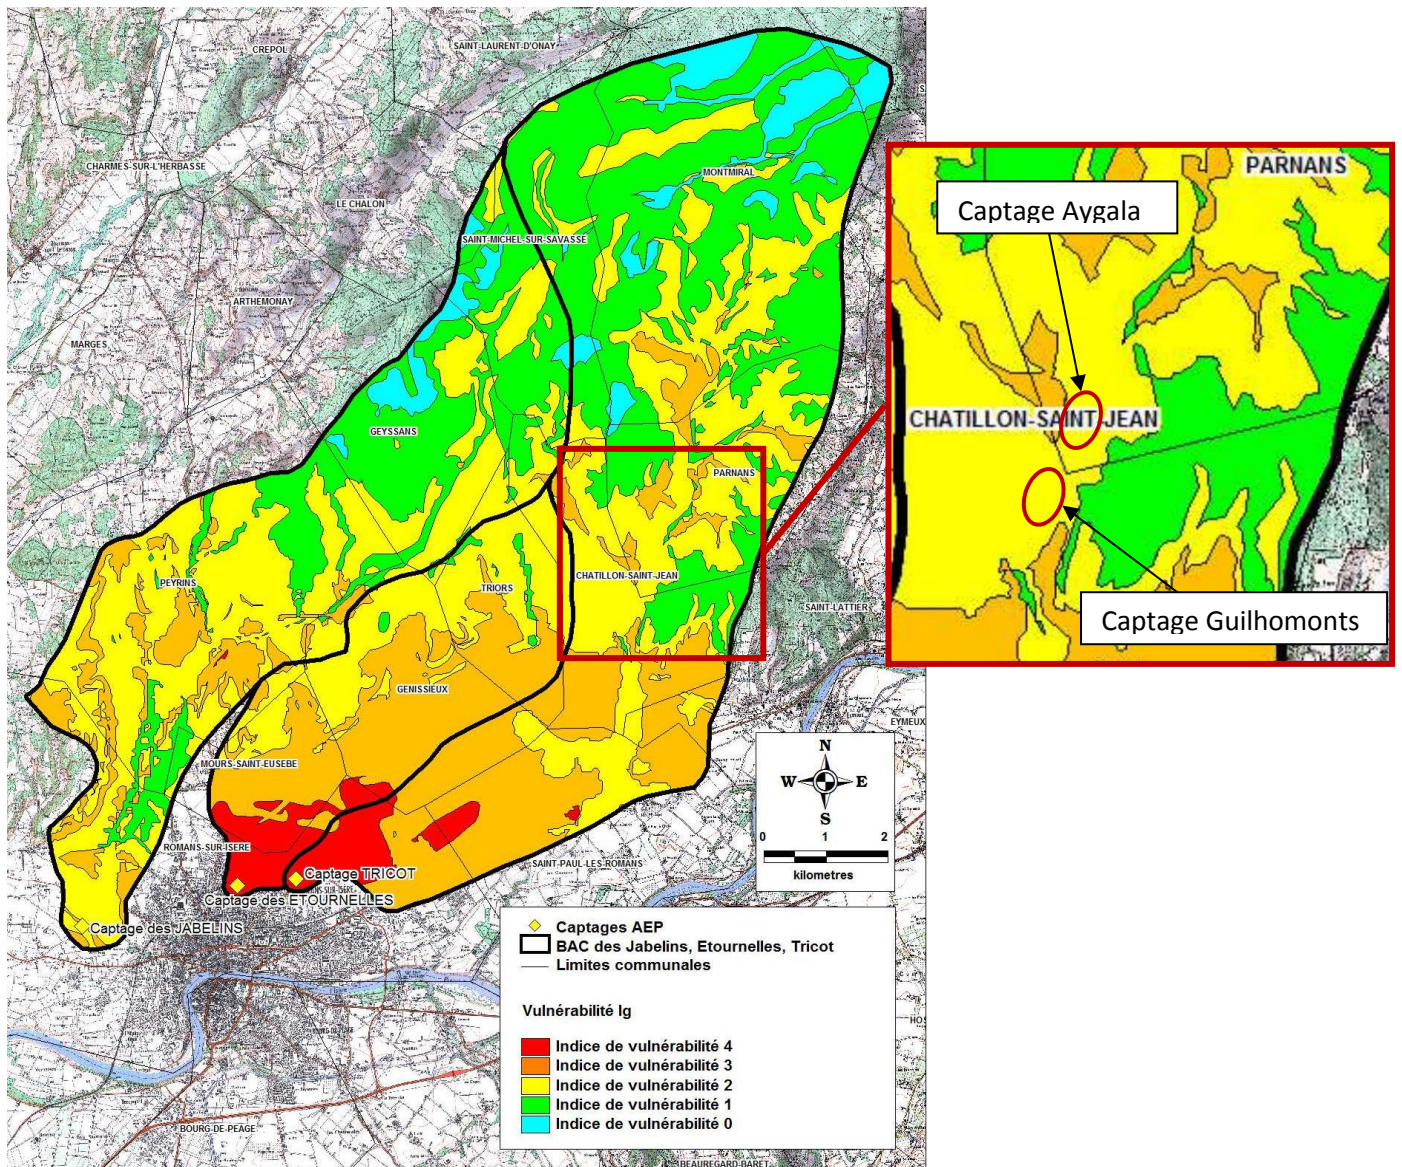 CREPOL
SAINT-LAURENT-D'ONAY
CHARMES-SUR-L'HERBASSE
MONTMIRAL
LE CHALON
SAINT-MICHEL-SUR-SAVASSE
ARTHEMONAY
MARGES
GEYSSANS
PARNANS
PEYRINS
TRIORS
CHATILLON-SAINT-JEAN
SAINT-LATTIER
GENISSIEUX
EYMEUX
MOURS-SAINT-EUSEBE
ROMANS-SUR-ISERE
SAINT-PAUL-LES-ROMANS
Captage TRICOT
Captage des ETOURNELLES
Captage des JABELINS
BOURG-DE-PEAGE
BEAUREGARD-BARET
PARNANS
Captage Aygala
CHATILLON-SAINT-JEAN
Captage Guilhomonts
N
W E
S
0 1 2
kilometres
Captages AEP
BAC des Jabelins, Etournelles, Tricot
Limites communales
Vulnérabilité Ig
Indice de vulnérabilité 4
Indice de vulnérabilité 3
Indice de vulnérabilité 2
Indice de vulnérabilité 1
Indice de vulnérabilité 0